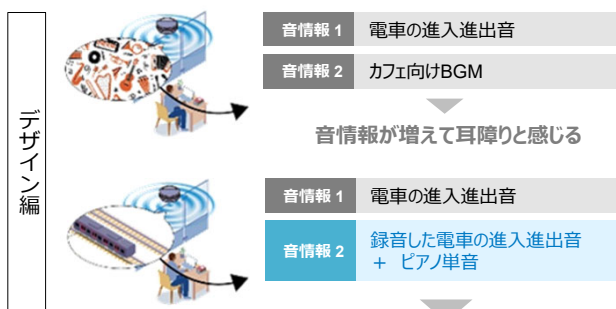 デザイン編
音情報 1 電車の進入進出音
音情報 2 カフェ向けBGM
音情報が増えて耳障りと感じる
音情報 1 電車の進入進出音
音情報 2 録音した電車の進入進出音
+ ピアノ単音